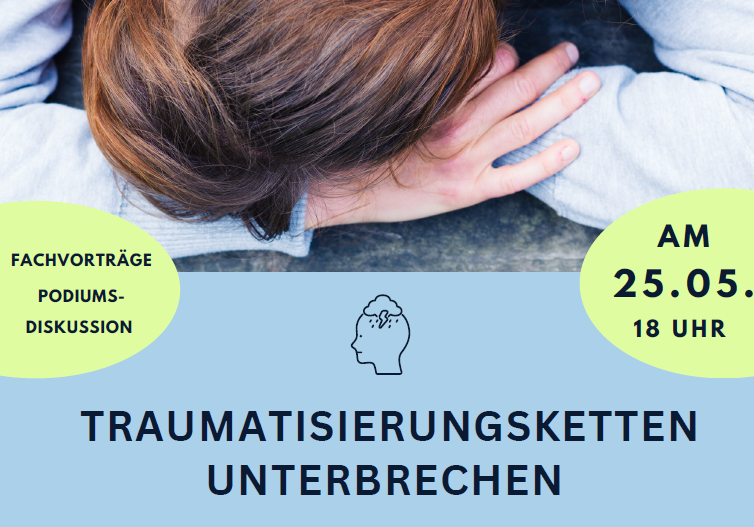 FACHVORTRÄGE
PODIUMS-
DISKUSSION
AM
25.05.
18 UHR
TRAUMATISIERUNGSKETTEN
UNTERBRECHEN